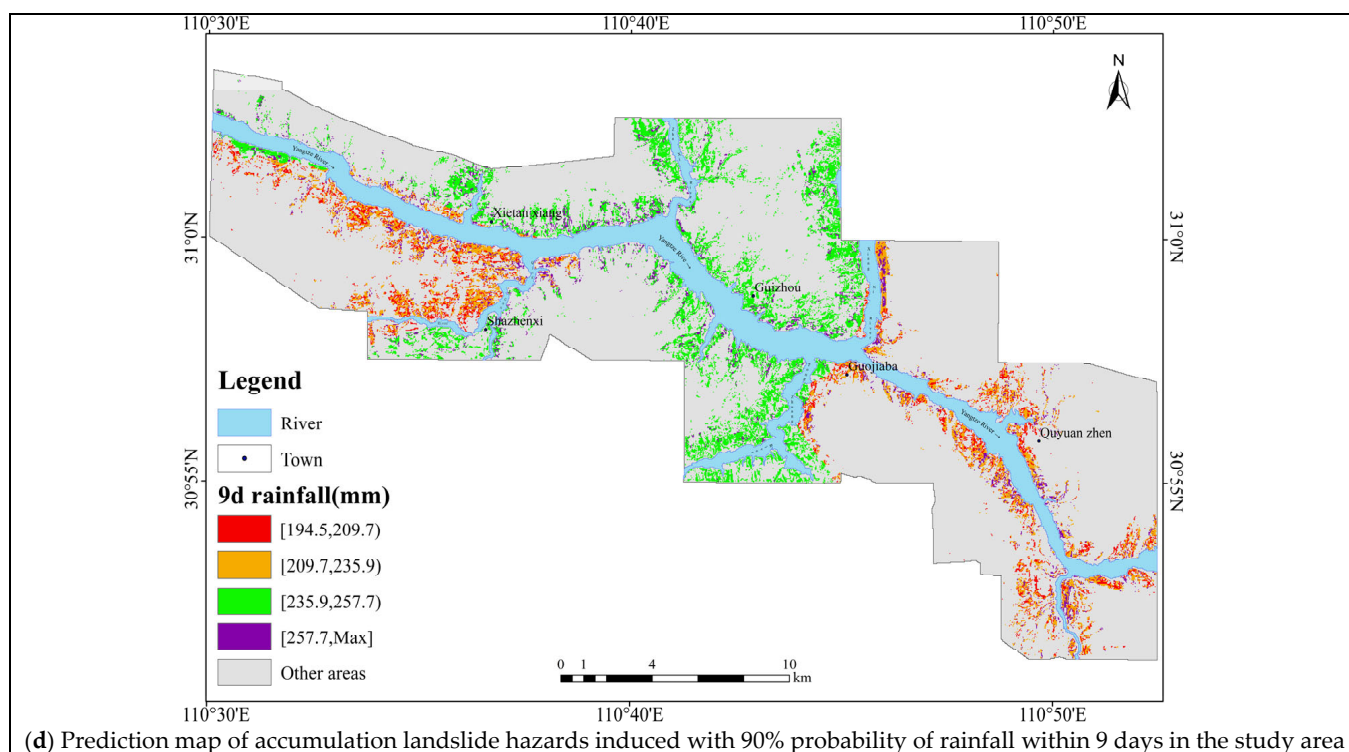 110°30'E 110°40'E 110°50'E
N
Yangtze River
Xietan xiang
31°0'N 31°0'N
Yangtze River
Guizhou
Shazhenxi
Guojiaba
Legend
River
Yangtze River
Town
Quyuan zhen
30°55'N 30°55'N
9d rainfall(mm)
[194.5,209.7)
[209.7,235.9)
[235.9,257.7)
[257.7,Max]
Other areas
0 1 4 10
km
110°30'E 110°40'E 110°50'E
(d) Prediction map of accumulation landslide hazards induced with 90% probability of rainfall within 9 days in the study area